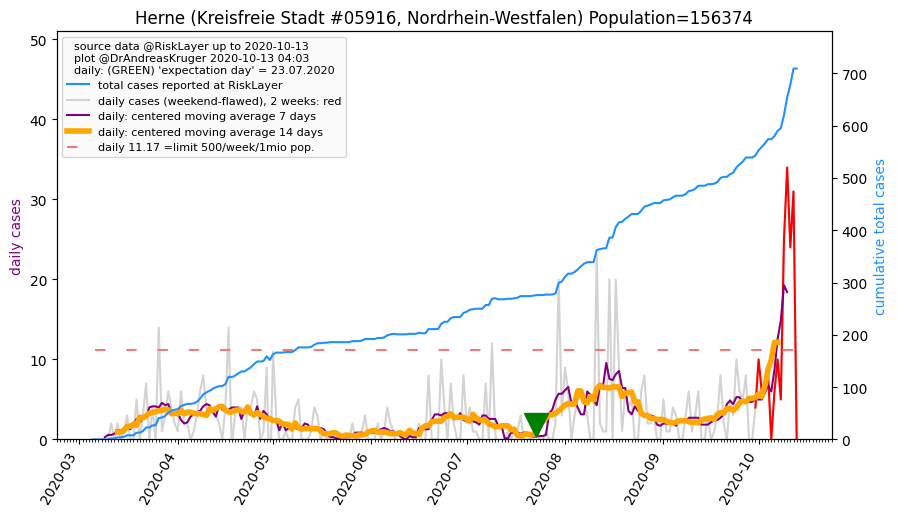 Herne (Kreisfreie Stadt #05916, Nordrhein-Westfalen) Population=156374
source data @RiskLayer up to 2020-10-13
plot @DrAndreasKruger 2020-10-13 04:03
daily: (GREEN) 'expectation day' = 23.07.2020
total cases reported at RiskLayer
daily cases (weekend-flawed), 2 weeks: red
daily: centered moving average 7 days
daily: centered moving average 14 days
daily 11.17 =limit 500/week/1mio pop.
daily cases
50
40
30
20
10
0
cumulative total cases
700
600
500
400
300
200
100
0
2020-03
2020-04
2020-05
2020-06
2020-07
2020-08
2020-09
2020-10